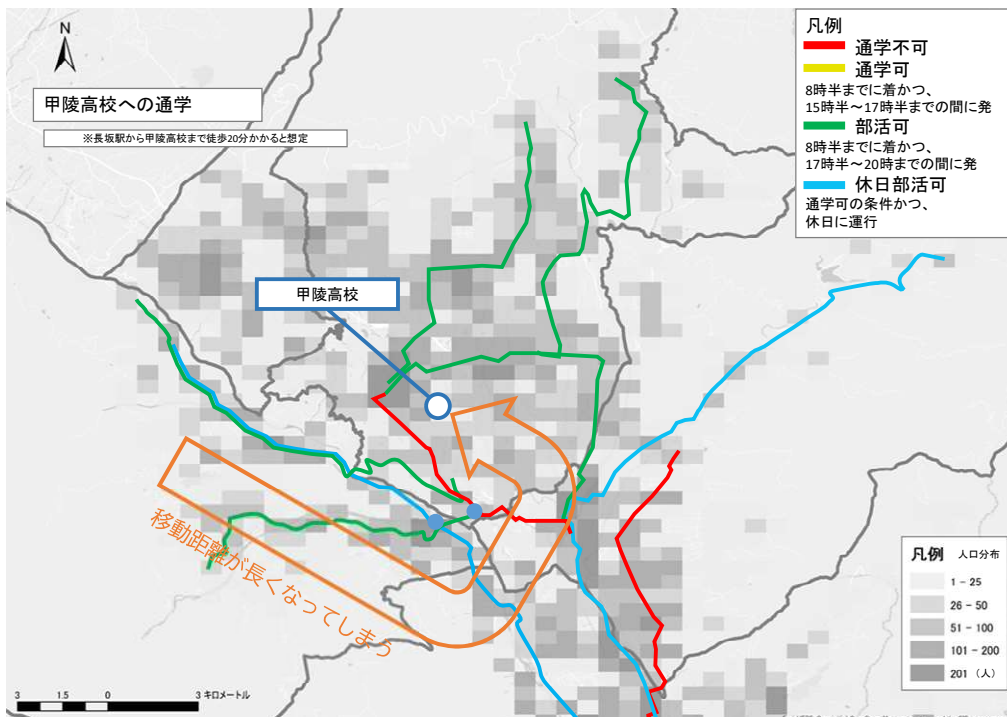 N
甲陵高校への通学
※長坂駅から甲陵高校まで徒歩20分かかると想定
凡例
通学不可
通学可
8時半までに着かつ、
15時半～17時半までの間に発
部活可
8時半までに着かつ、
17時半～20時までの間に発
休日部活可
通学可の条件かつ、
休日に運行
甲陵高校
移動距離が長くなってしまう
凡例 人口分布
1 - 25
26 - 50
51 - 100
101 - 200
201 (人)
3 1.5 0 3 キロメートル